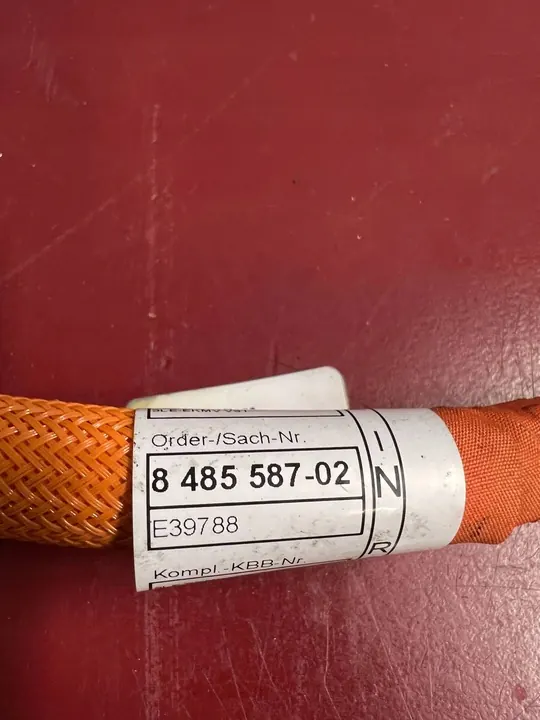 Order-/Sach-Nr.
8 485 587-02
E39788
Kompl.-KBB-Nr.
I
N
R